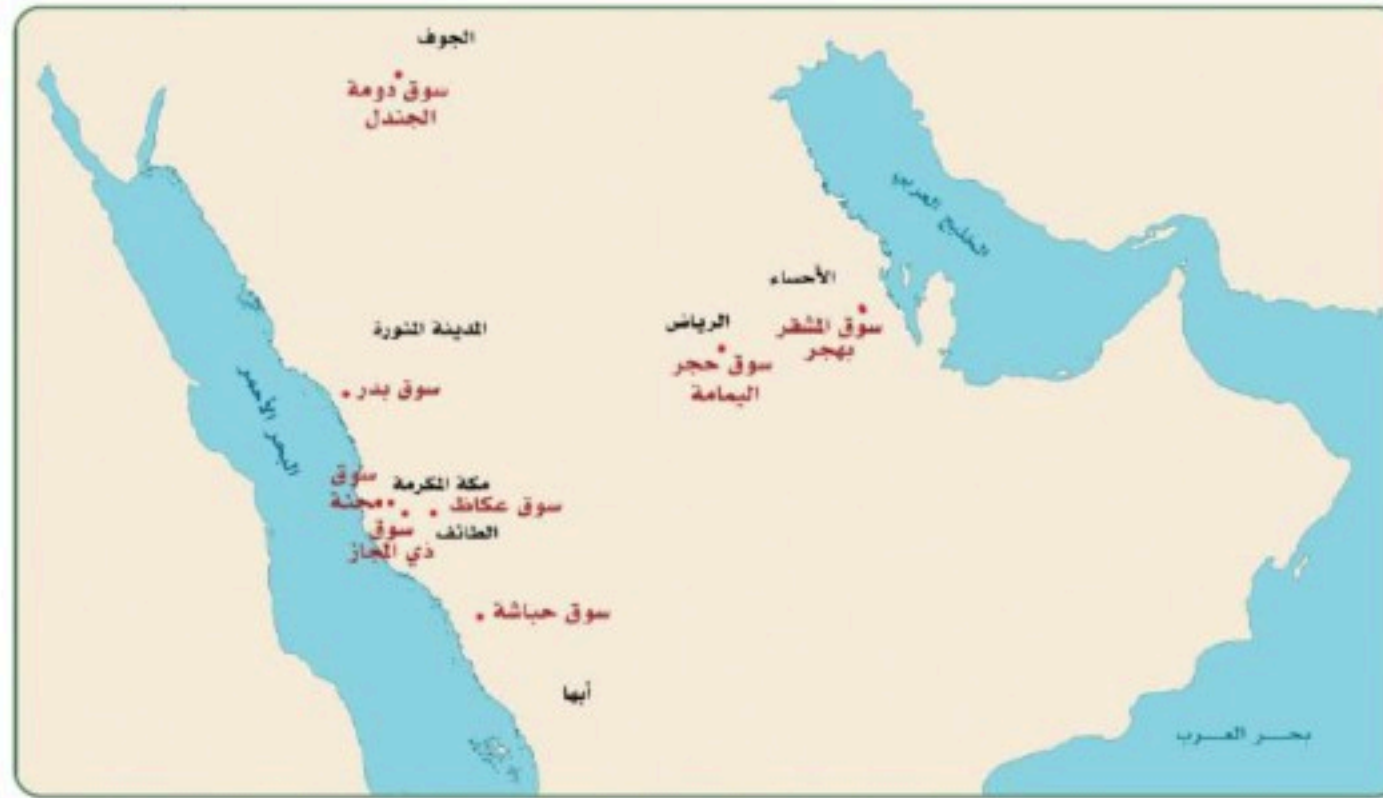 الجوف
سوق دومة
الجندل
الخليج العربي
الأحساء
سوق المشقر
بهجر
الرياض
سوق حجر
اليمامة
المدينة المنورة
سوق بدر
البحر الأحمر
مكة المكرمة
سوق
مجنة
سوق عكاظ
الطائف
سوق
ذي المجاز
سوق حباشة
أبها
بحر العرب